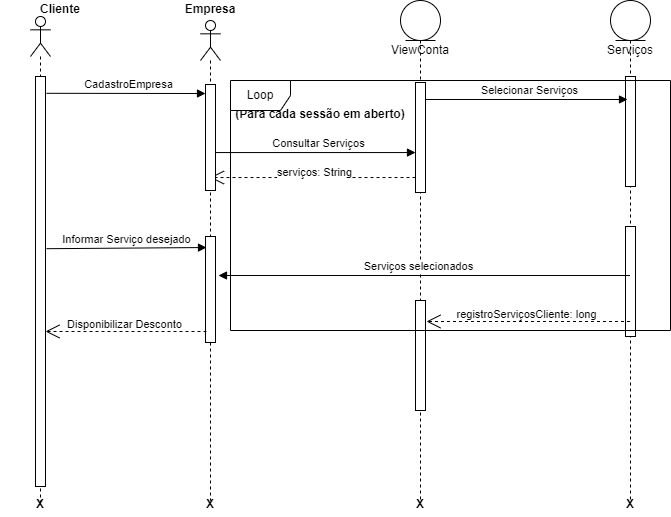 Cliente
Empresa
ViewConta
Serviços
CadastroEmpresa
Loop
Selecionar Serviços
(Para cada sessão em aberto)
Consultar Serviços
serviços: String
Informar Serviço desejado
Serviços selecionados
registroServiçosCliente: long
Disponibilizar Desconto
X
X
X
X